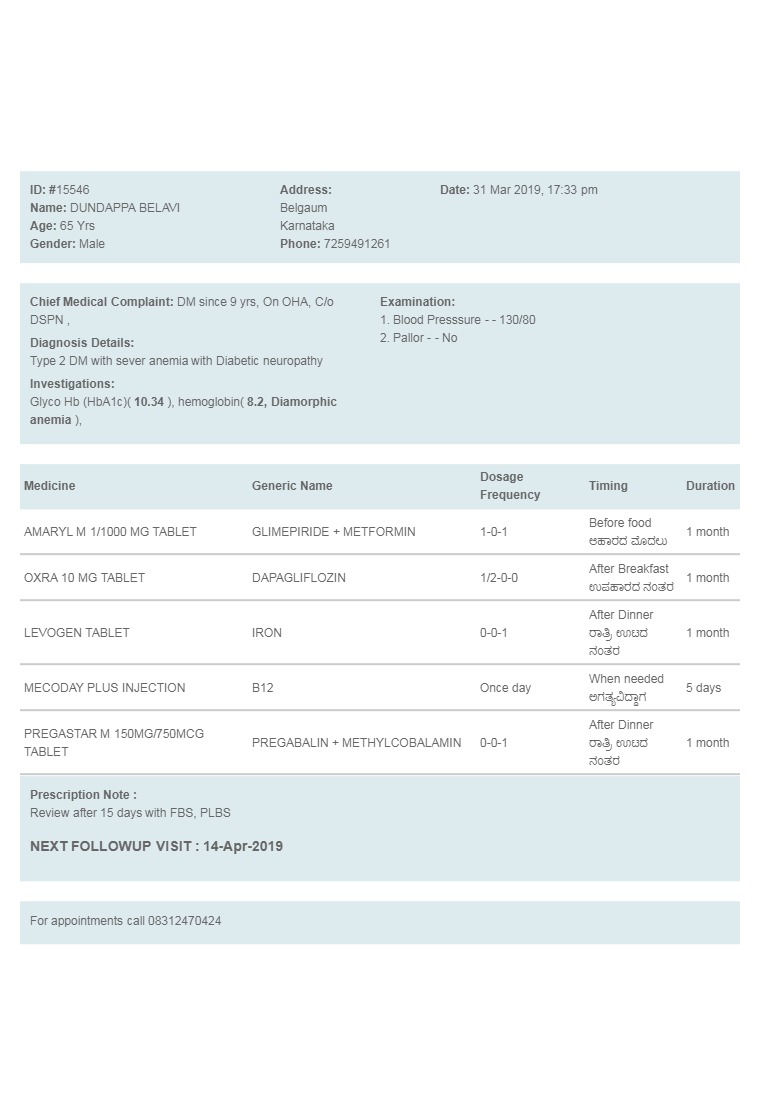 ID: #15546
Name: DUNDAPPA BELAVI
Age: 65 Yrs
Gender: Male
Address:
Belgaum
Karnataka
Phone: 7259491261
Date: 31 Mar 2019, 17:33 pm
Chief Medical Complaint: DM since 9 yrs, On OHA, C/o
DSPN ,
Diagnosis Details:
Type 2 DM with sever anemia with Diabetic neuropathy
Investigations:
Glyco Hb (HbA1c)( 10.34 ), hemoglobin( 8.2, Diamorphic
anemia ),
Examination:
1. Blood Presssure - - 130/80
2. Pallor - - No
Medicine Generic Name Dosage Frequency Timing Duration
AMARYL M 1/1000 MG TABLET GLIMEPIRIDE + METFORMIN 1-0-1 Before food 1 month
ಆಹಾರದ ಮೊದಲು
OXRA 10 MG TABLET DAPAGLIFLOZIN 1/2-0-0 After Breakfast 1 month
ಉಪಹಾರದ ನಂತರ
LEVOGEN TABLET IRON 0-0-1 After Dinner 1 month
ರಾತ್ರಿ ಊಟದ
ನಂತರ
MECODAY PLUS INJECTION B12 Once day When needed 5 days
ಅಗತ್ಯವಿದ್ದಾಗ
PREGASTAR M 150MG/750MCG
TABLET PREGABALIN + METHYLCOBALAMIN 0-0-1 After Dinner 1 month
ರಾತ್ರಿ ಊಟದ
ನಂತರ
Prescription Note :
Review after 15 days with FBS, PLBS
NEXT FOLLOWUP VISIT : 14-Apr-2019
For appointments call 08312470424